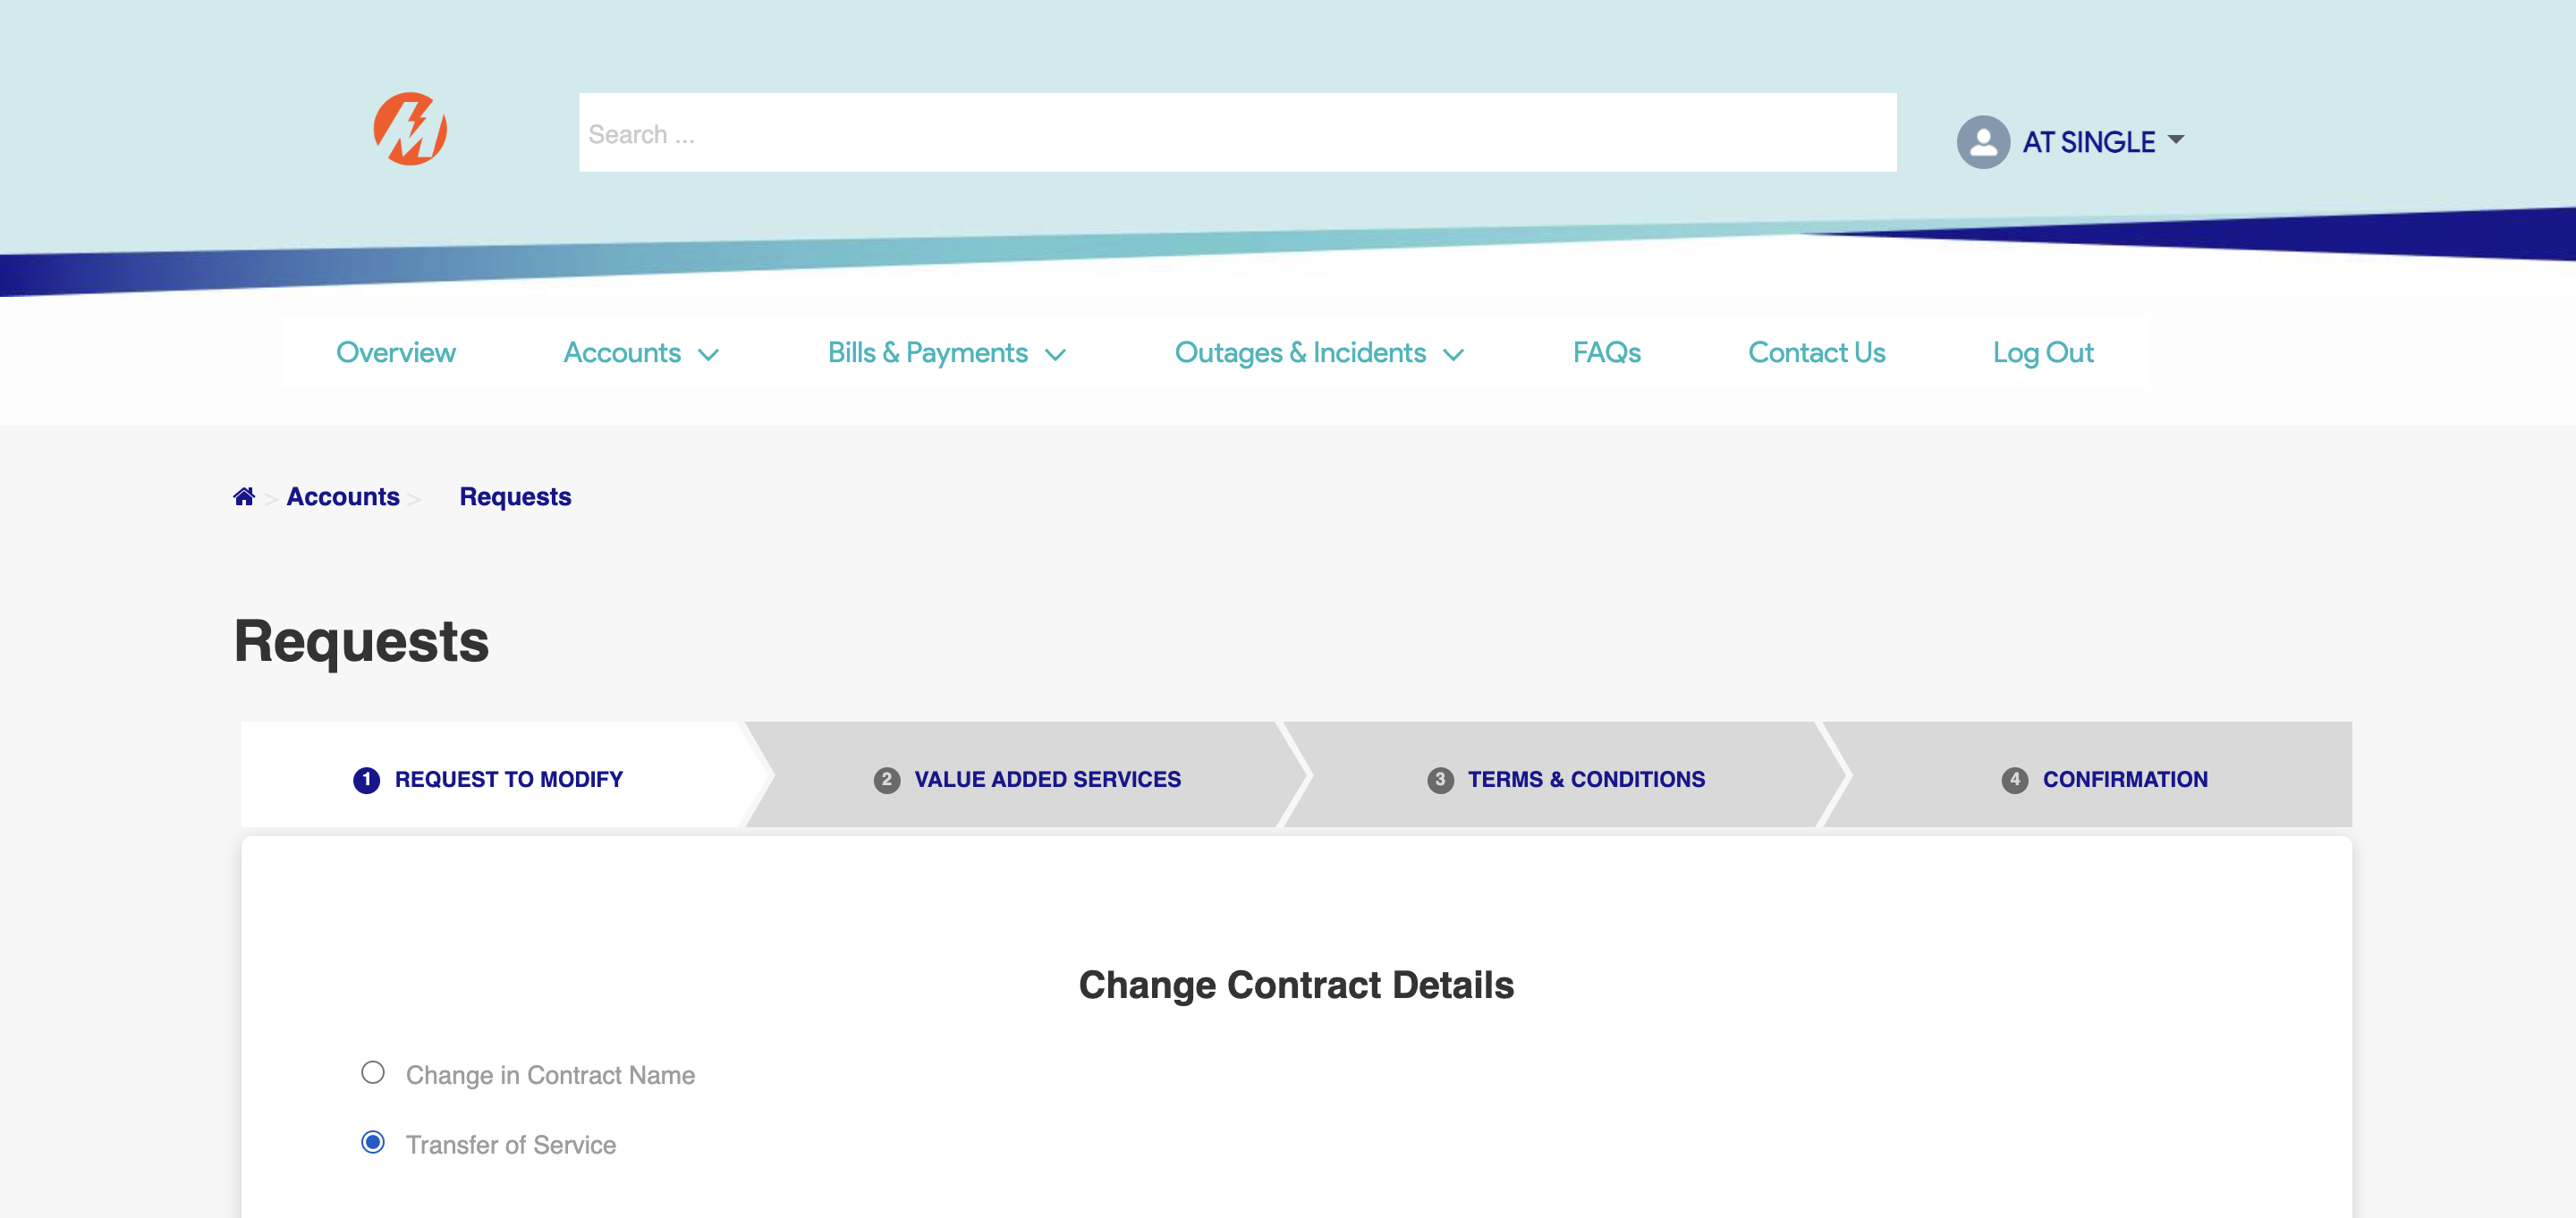 Search ...
AT SINGLE
Overview Accounts Bills & Payments Outages & Incidents FAQs Contact Us Log Out
> Accounts > Requests
Requests
1 REQUEST TO MODIFY 2 VALUE ADDED SERVICES 3 TERMS & CONDITIONS 4 CONFIRMATION
Change Contract Details
Change in Contract Name
Transfer of Service